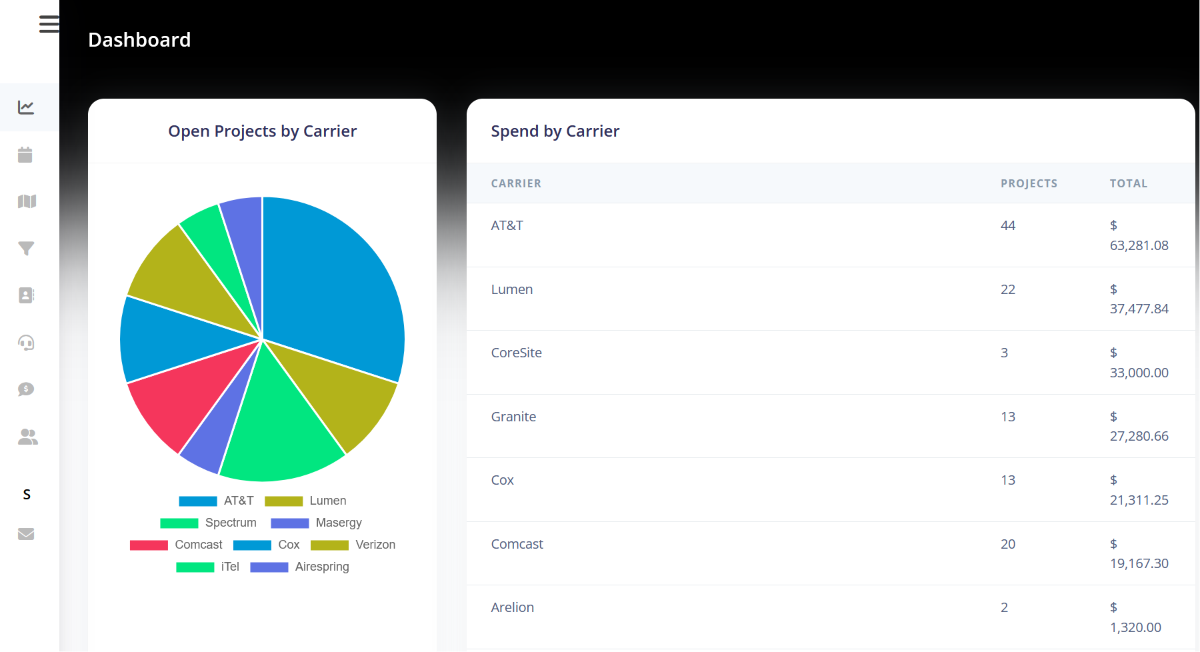 Dashboard
Open Projects by Carrier
AT&T Lumen
Spectrum Masergy
Comcast Cox Verizon
iTel Airespring
Spend by Carrier
CARRIER PROJECTS TOTAL
AT&T 44 $
63,281.08
Lumen 22 $
37,477.84
CoreSite 3 $
33,000.00
Granite 13 $
27,280.66
Cox 13 $
21,311.25
Comcast 20 $
19,167.30
Arelion 2 $
1,320.00
S